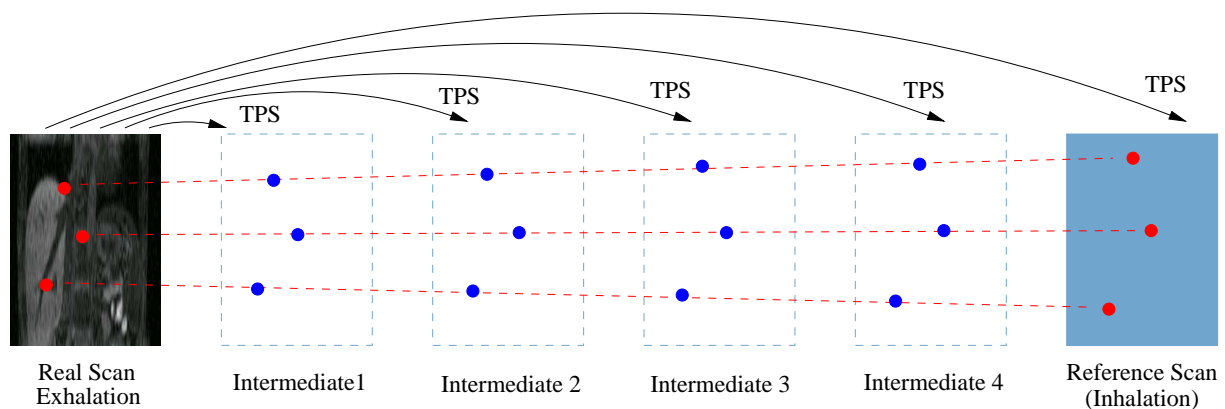 TPS
TPS
TPS
TPS
TPS
Real Scan
Exhalation
Intermediate1
Intermediate 2
Intermediate 3
Intermediate 4
Reference Scan
(Inhalation)